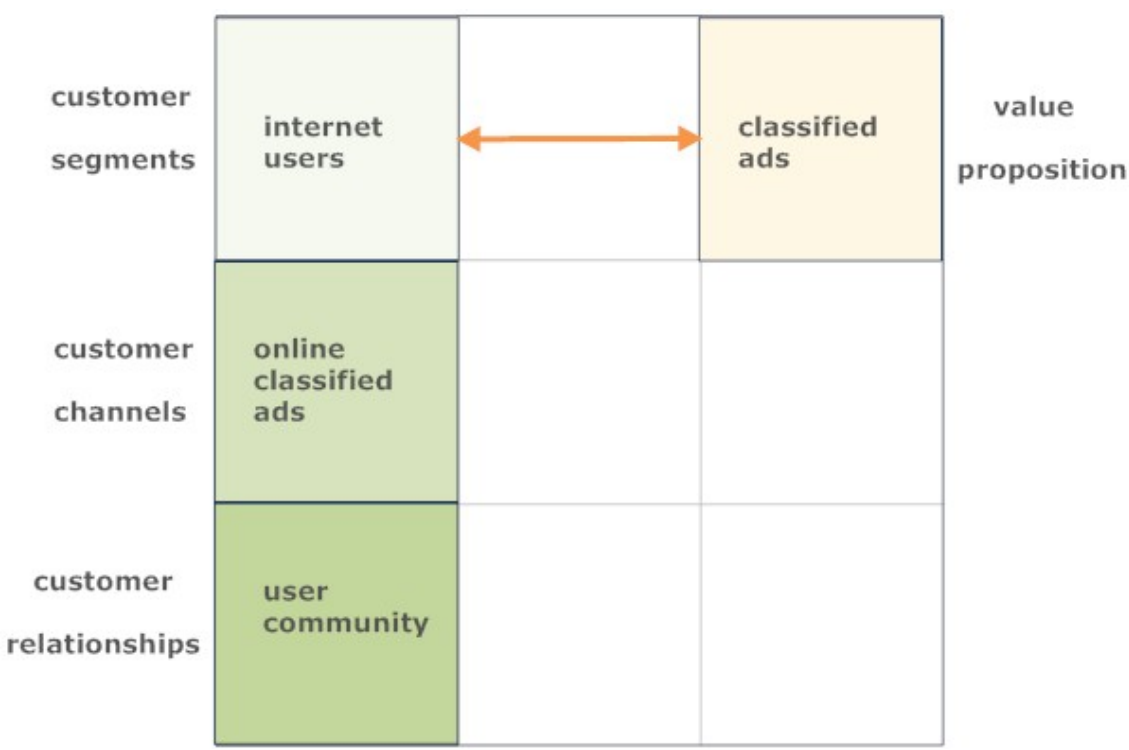 customer
segments
internet
users
classified
ads
value
proposition
customer
channels
online
classified
ads
customer
relationships
user
community